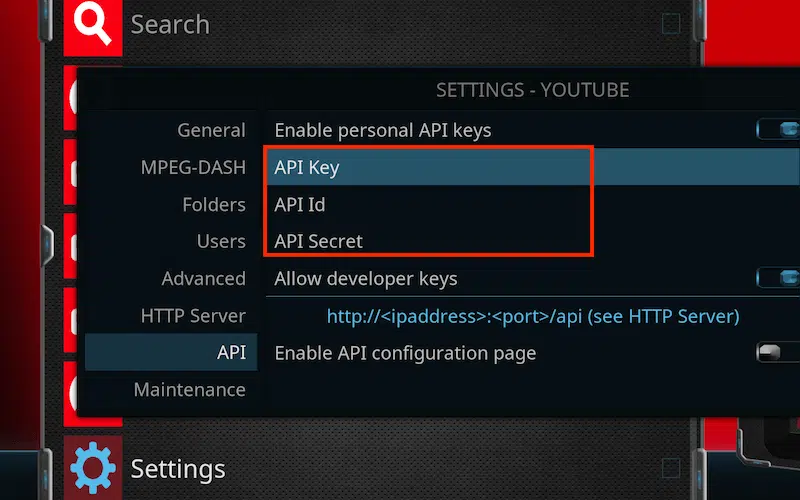 Search
SETTINGS - YOUTUBE
General
Enable personal API keys
MPEG-DASH
API Key
Folders
API Id
Users
API Secret
Advanced
Allow developer keys
HTTP Server
http://<ipaddress>:<port>/api (see HTTP Server)
API
Enable API configuration page
Maintenance
Settings